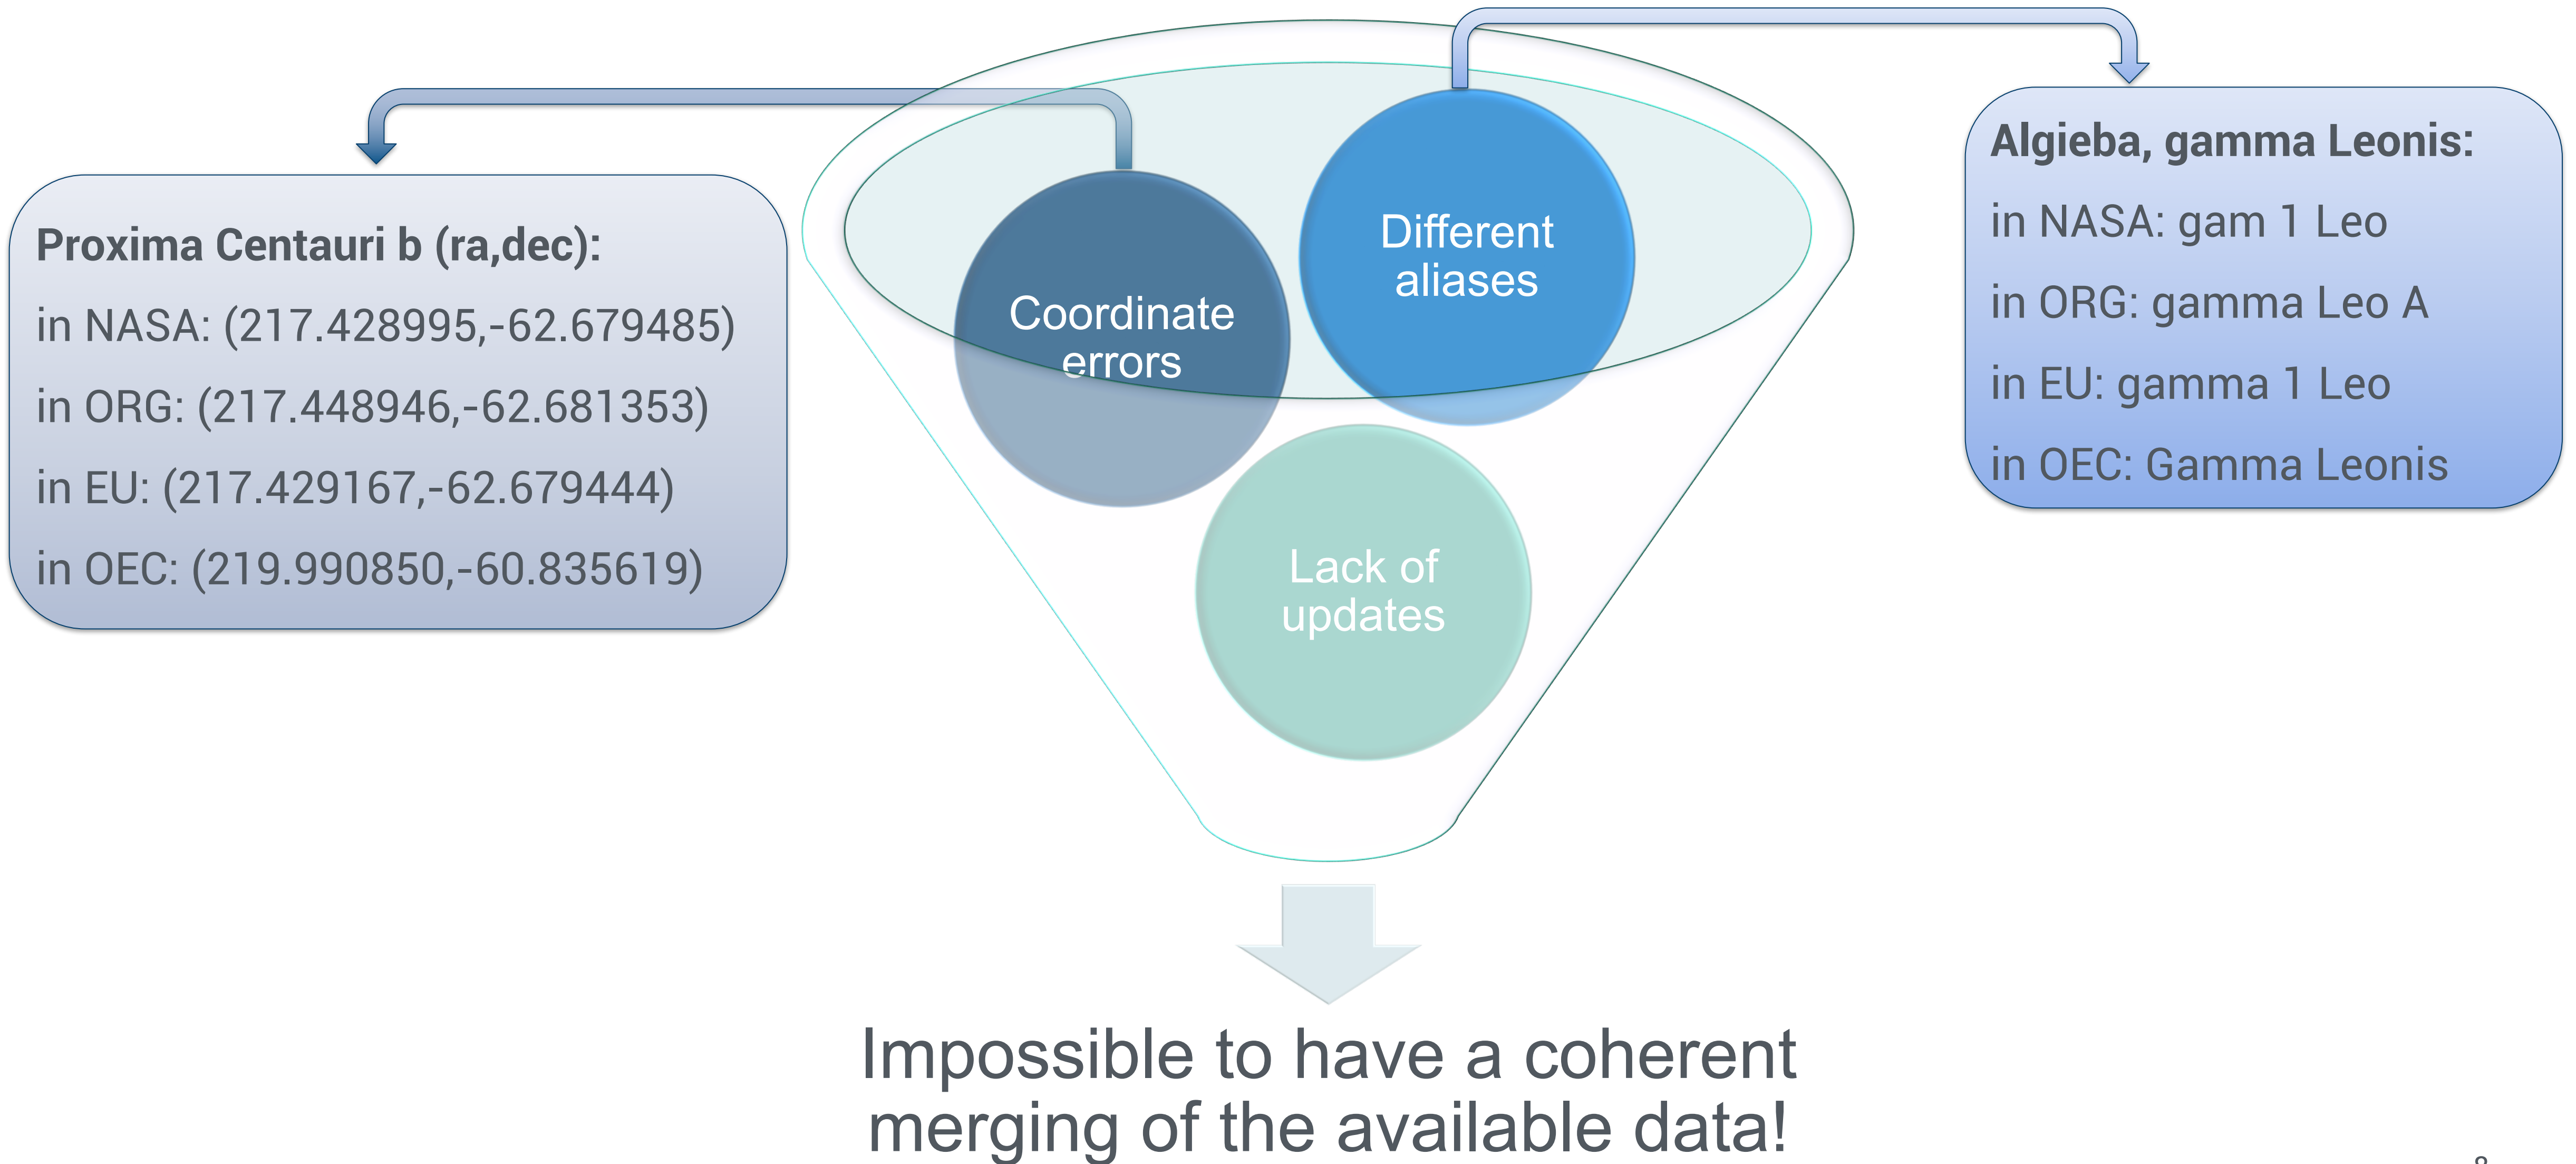 Proxima Centauri b (ra,dec):
in NASA: (217.428995,-62.679485)
in ORG: (217.448946,-62.681353)
in EU: (217.429167,-62.679444)
in OEC: (219.990850,-60.835619)
Coordinate
errors
Different
aliases
Lack of
updates
Algieba, gamma Leonis:
in NASA: gam 1 Leo
in ORG: gamma Leo A
in EU: gamma 1 Leo
in OEC: Gamma Leonis
Impossible to have a coherent
merging of the available data!